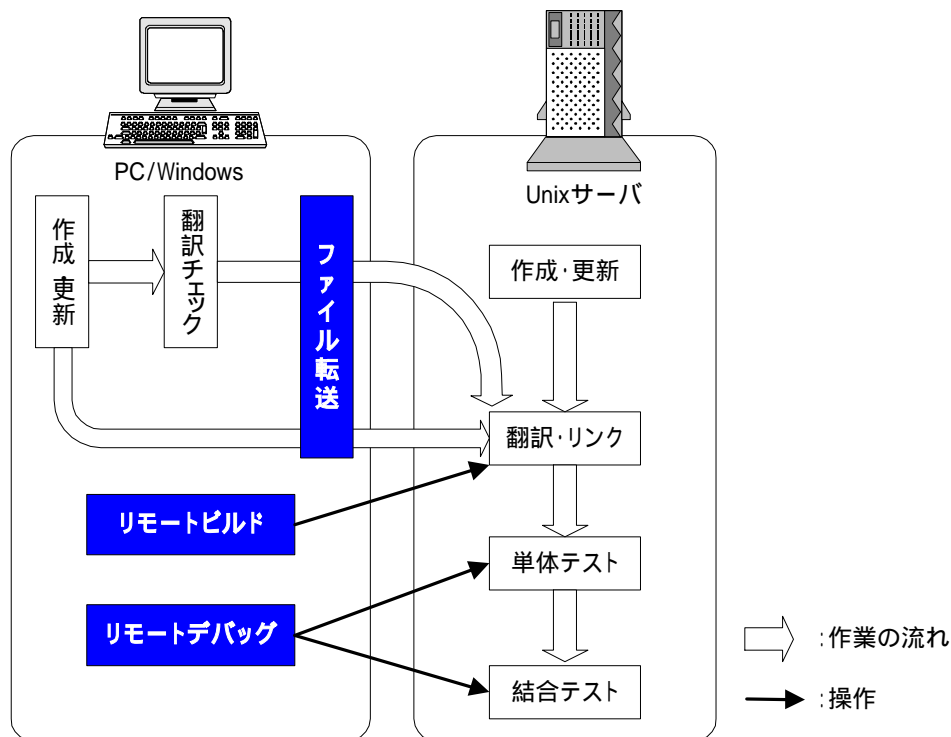 PC/Windows
Unixサーバ
作成 更新
翻訳チェック
ファイル転送
作成・更新
翻訳・リンク
リモートビルド
単体テスト
リモートデバッグ
結合テスト
:作業の流れ
:操作